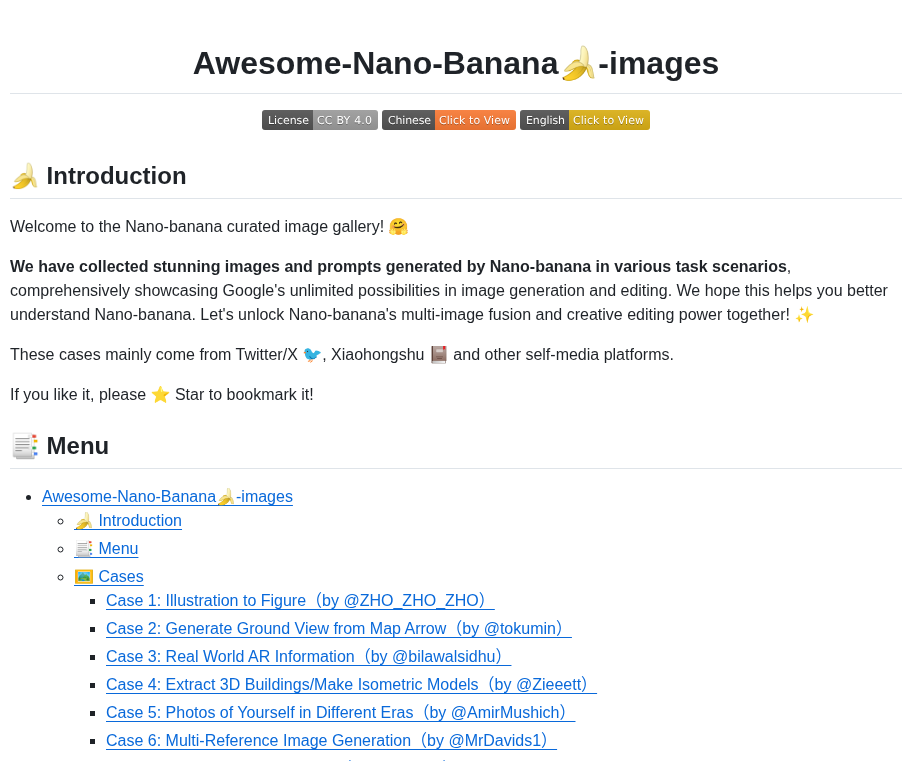 Awesome-Nano-Banana🍌-images
License CC BY 4.0 Chinese Click to View English Click to View
🍌 Introduction
Welcome to the Nano-banana curated image gallery! 🤗
We have collected stunning images and prompts generated by Nano-banana in various task scenarios,
comprehensively showcasing Google's unlimited possibilities in image generation and editing. We hope this helps you better
understand Nano-banana. Let's unlock Nano-banana's multi-image fusion and creative editing power together! ✨
These cases mainly come from Twitter/X 🐦, Xiaohongshu 📕 and other self-media platforms.
If you like it, please ⭐ Star to bookmark it!
📑 Menu
Awesome-Nano-Banana🍌-images
🍌 Introduction
📑 Menu
🖼️ Cases
Case 1: Illustration to Figure（by @ZHO_ZHO_ZHO）
Case 2: Generate Ground View from Map Arrow（by @tokumin）
Case 3: Real World AR Information（by @bilawalsidhu）
Case 4: Extract 3D Buildings/Make Isometric Models（by @Zieeett）
Case 5: Photos of Yourself in Different Eras（by @AmirMushich）
Case 6: Multi-Reference Image Generation（by @MrDavids1）